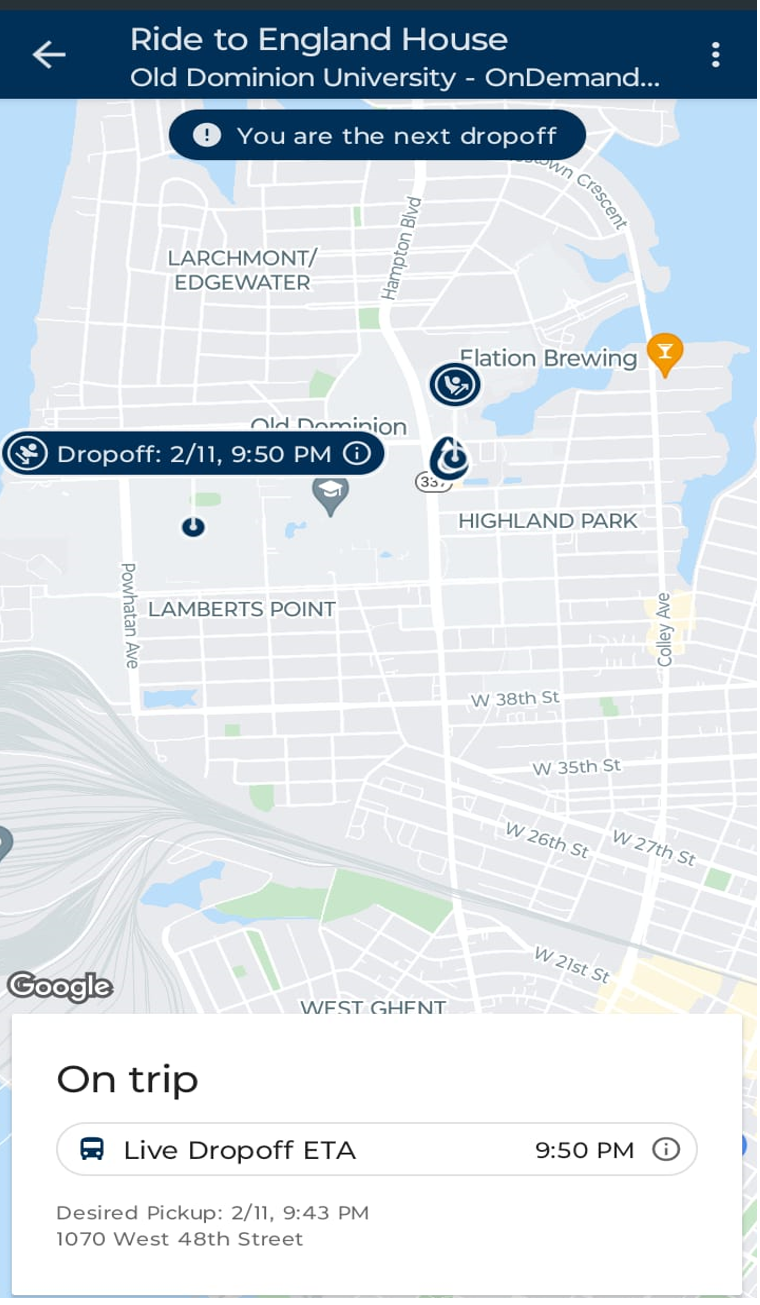 Ride to England House
Old Dominion University - OnDemand...
You are the next dropoff
Crescent
Hampton Blvd
LARCHMONT/
EDGEWATER
Elation Brewing
Old Dominion
Dropoff: 2/11, 9:50 PM
337
HIGHLAND PARK
Powhatan Ave
LAMBERTS POINT
Colley Ave
W 38th St
W 35th St
W 26th St
W 27th St
W 21st St
Google
WEST GHENT
On trip
Live Dropoff ETA 9:50 PM
Desired Pickup: 2/11, 9:43 PM
1070 West 48th Street